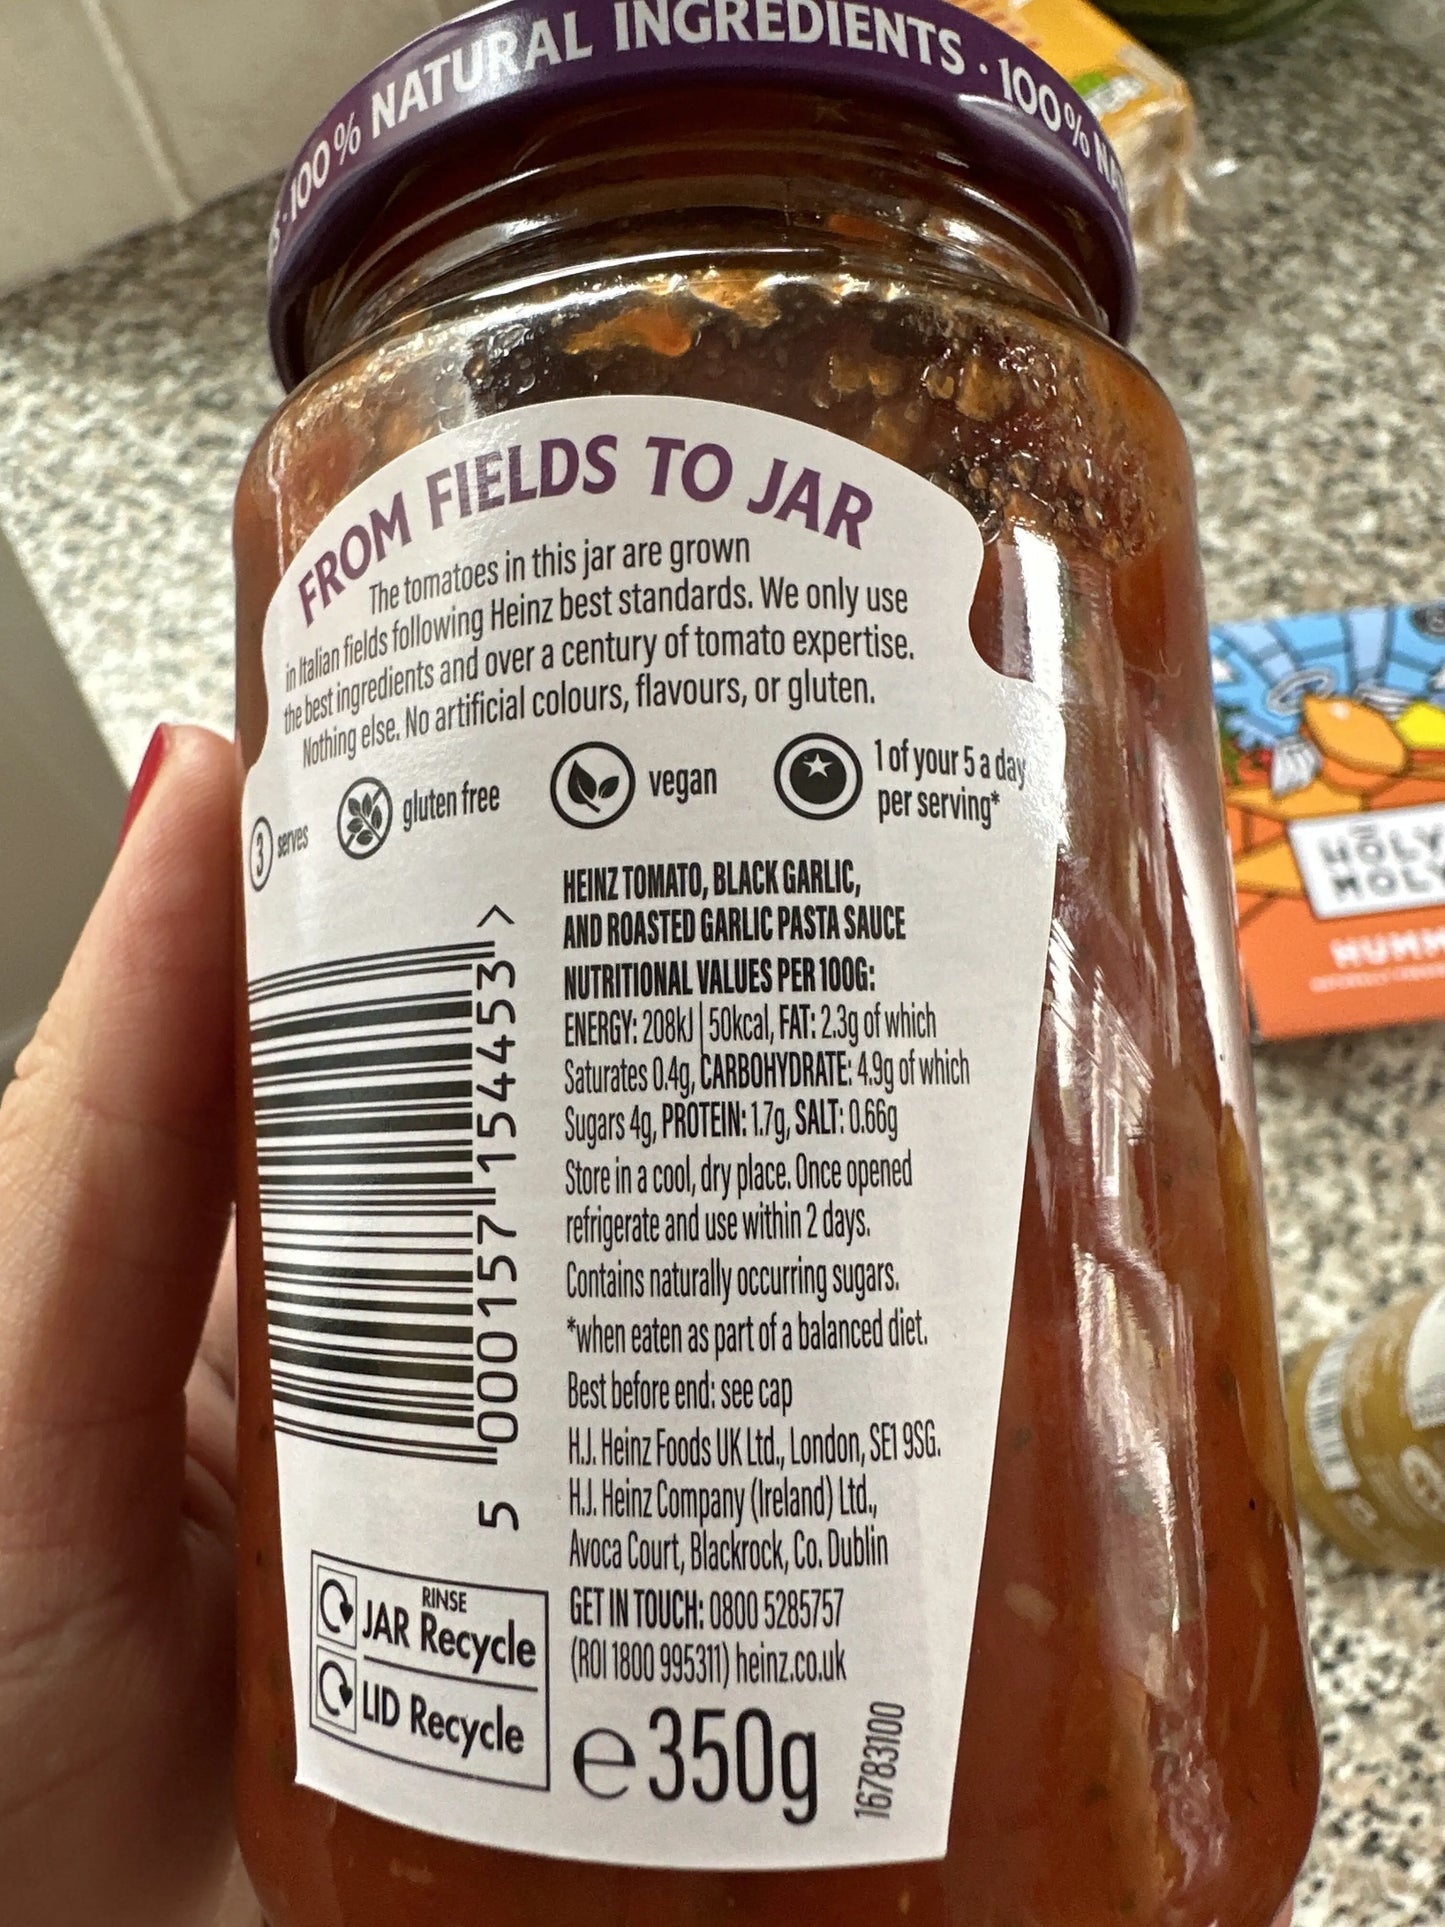 100% NATURAL INGREDIENTS · 100%
FROM FIELDS TO JAR
The tomatoes in this jar are grown
in Italian fields following Heinz best standards. We only use
the best ingredients and over a century of tomato expertise.
Nothing else. No artificial colours, flavours, or gluten.
3 serves
gluten free
vegan
1 of your 5 a day
per serving*
HEINZ TOMATO, BLACK GARLIC,
AND ROASTED GARLIC PASTA SAUCE
NUTRITIONAL VALUES PER 100G:
ENERGY: 208kJ | 50kcal, FAT: 2.3g of which
Saturates 0.4g, CARBOHYDRATE: 4.9g of which
Sugars 4g, PROTEIN: 1.7g, SALT: 0.66g
Store in a cool, dry place. Once opened
refrigerate and use within 2 days.
Contains naturally occurring sugars.
*when eaten as part of a balanced diet.
Best before end: see cap
H.J. Heinz Foods UK Ltd., London, SE1 9SG.
H.J. Heinz Company (Ireland) Ltd.,
Avoca Court, Blackrock, Co. Dublin
GET IN TOUCH: 0800 5285757
(ROI 1800 995311) heinz.co.uk
e350g
16783100
5 000157 154453 >
RINSE
JAR Recycle
LID Recycle
HOLY
MOLY
HUMM